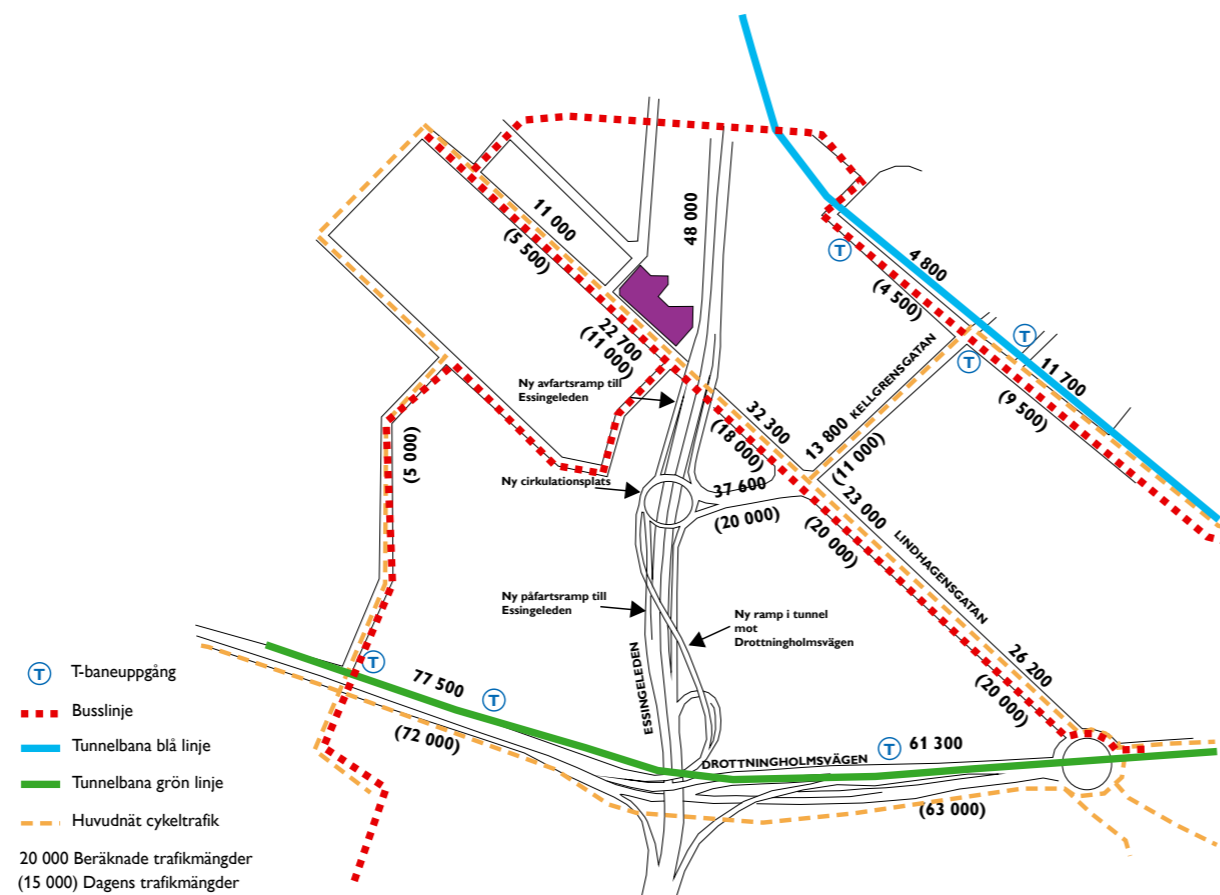 11 000
(5 500)
48 000
T
4 800
(4 500)
22 700
(11 000)
T
T
11 700
(9 500)
KELLGRENSGATAN
Ny avfartsramp till
Essingeleden
32 300
(18 000)
13 800
(11 000)
(5 000)
Ny cirkulationsplats
37 600
(20 000)
23 000
(20 000)
LINDHAGENSGATAN
Ny påfartsramp till
Essingeleden
Ny ramp i tunnel
mot
Drottningholmsvägen
ESSINGELEDEN
26 200
(20 000)
T
77 500
T
(72 000)
DROTTNINGHOLMSVÄGEN
T
61 300
(63 000)
T T-baneuppgång
Busslinje
Tunnelbana blå linje
Tunnelbana grön linje
Huvudnät cykeltrafik
20 000 Beräknade trafikmängder
(15 000) Dagens trafikmängder